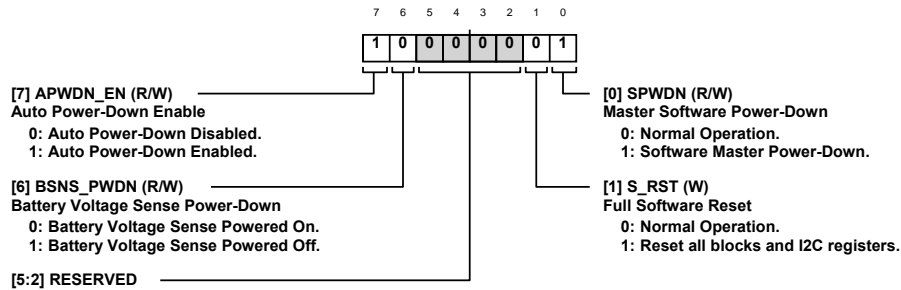 7 6 5 4 3 2 1 0
1 0 0 0 0 0 0 1
[7] APWDN_EN (R/W)
Auto Power-Down Enable
0: Auto Power-Down Disabled.
1: Auto Power-Down Enabled.
[6] BSNS_PWDN (R/W)
Battery Voltage Sense Power-Down
0: Battery Voltage Sense Powered On.
1: Battery Voltage Sense Powered Off.
[5:2] RESERVED
[0] SPWDN (R/W)
Master Software Power-Down
0: Normal Operation.
1: Software Master Power-Down.
[1] S_RST (W)
Full Software Reset
0: Normal Operation.
1: Reset all blocks and I2C registers.